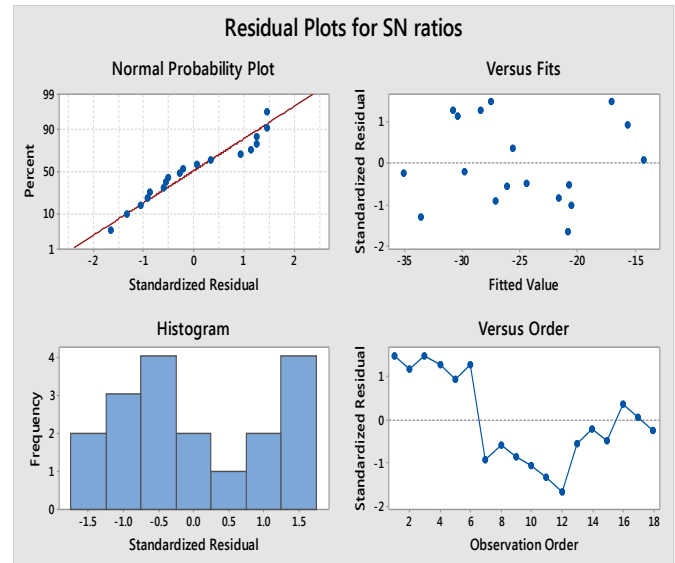 Residual Plots for SN ratios
Normal Probability Plot
99
90
50
10
1
Percent
-2 -1 0 1 2
Standardized Residual
Versus Fits
1
0
-1
-2
Standardized Residual
-35 -30 -25 -20 -15
Fitted Value
Histogram
4
3
2
1
0
Frequency
-1.5 -1.0 -0.5 0.0 0.5 1.0 1.5
Standardized Residual
Versus Order
1
0
-1
-2
Standardized Residual
2 4 6 8 10 12 14 16 18
Observation Order